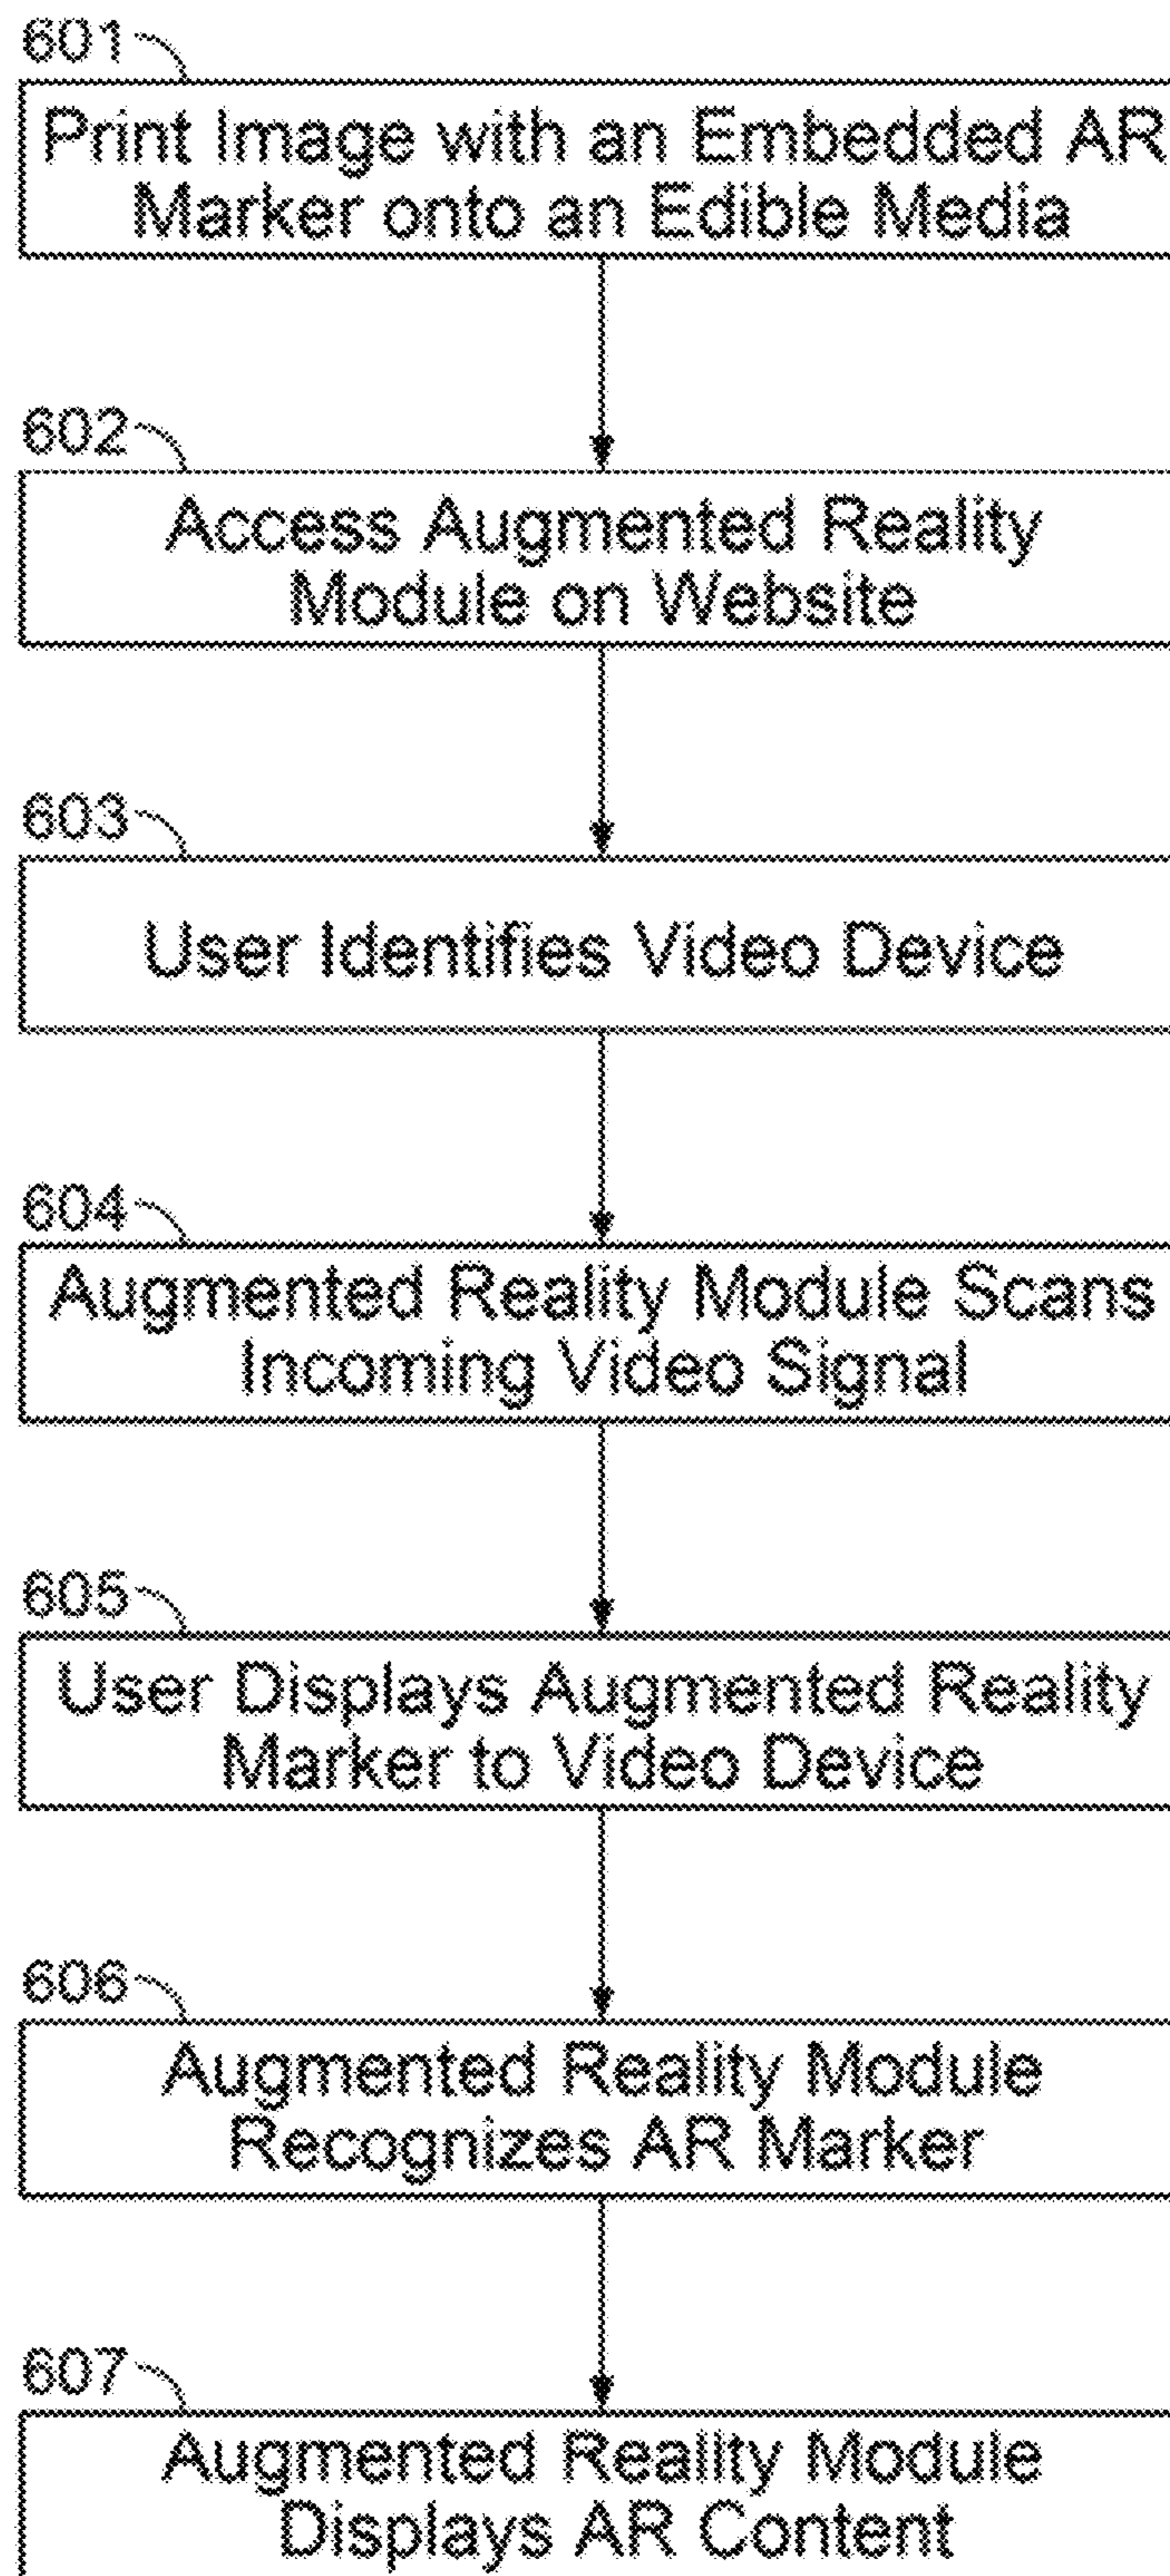 601
Print Image with an Embedded AR
Marker onto an Edible Media
602
Access Augmented Reality
Module on Website
603
User Identifies Video Device
604
Augmented Reality Module Scans
Incoming Video Signal
605
User Displays Augmented Reality
Marker to Video Device
606
Augmented Reality Module
Recognizes AR Marker
607
Augmented Reality Module
Displays AR Content